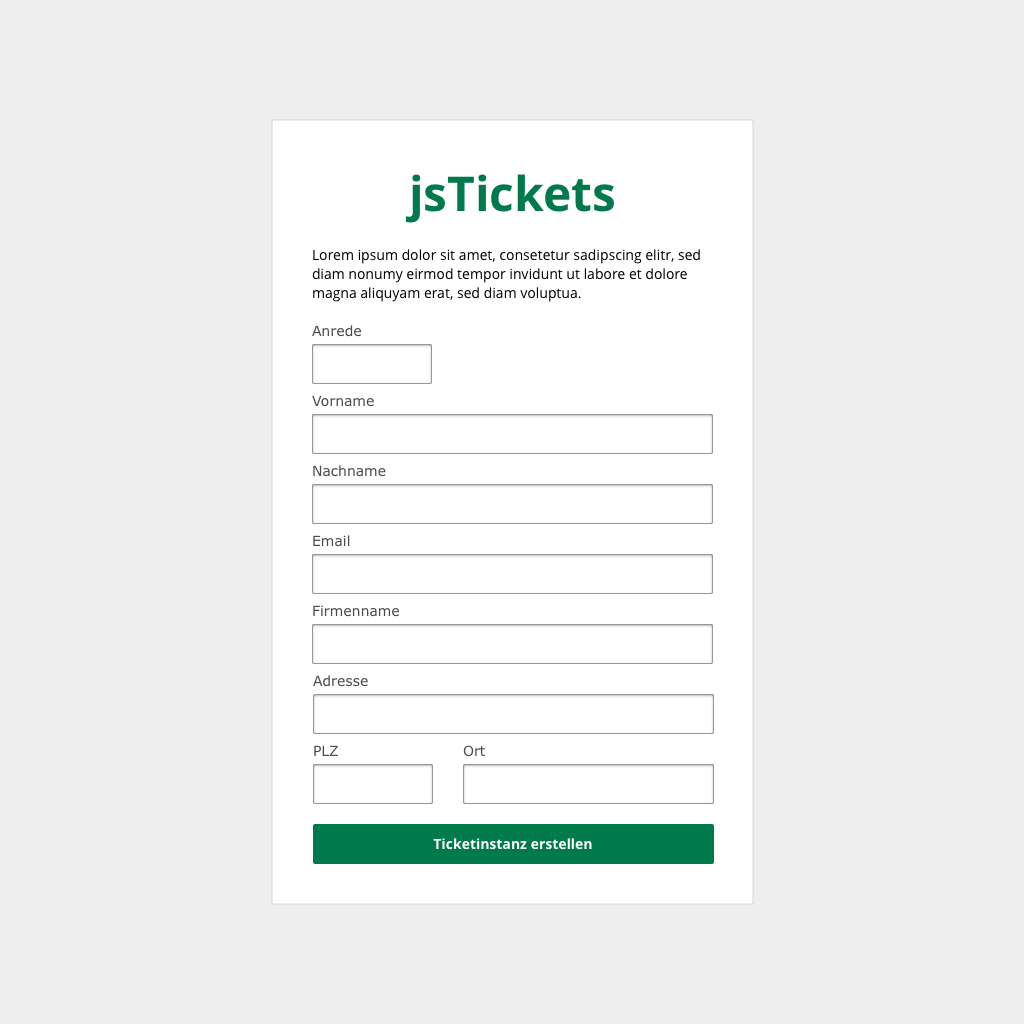 jsTickets
Lorem ipsum dolor sit amet, consetetur sadipscing elitr, sed
diam nonumy eirmod tempor invidunt ut labore et dolore
magna aliquyam erat, sed diam voluptua.
Anrede
Vorname
Nachname
Email
Firmenname
Adresse
PLZ Ort
Ticketinstanz erstellen